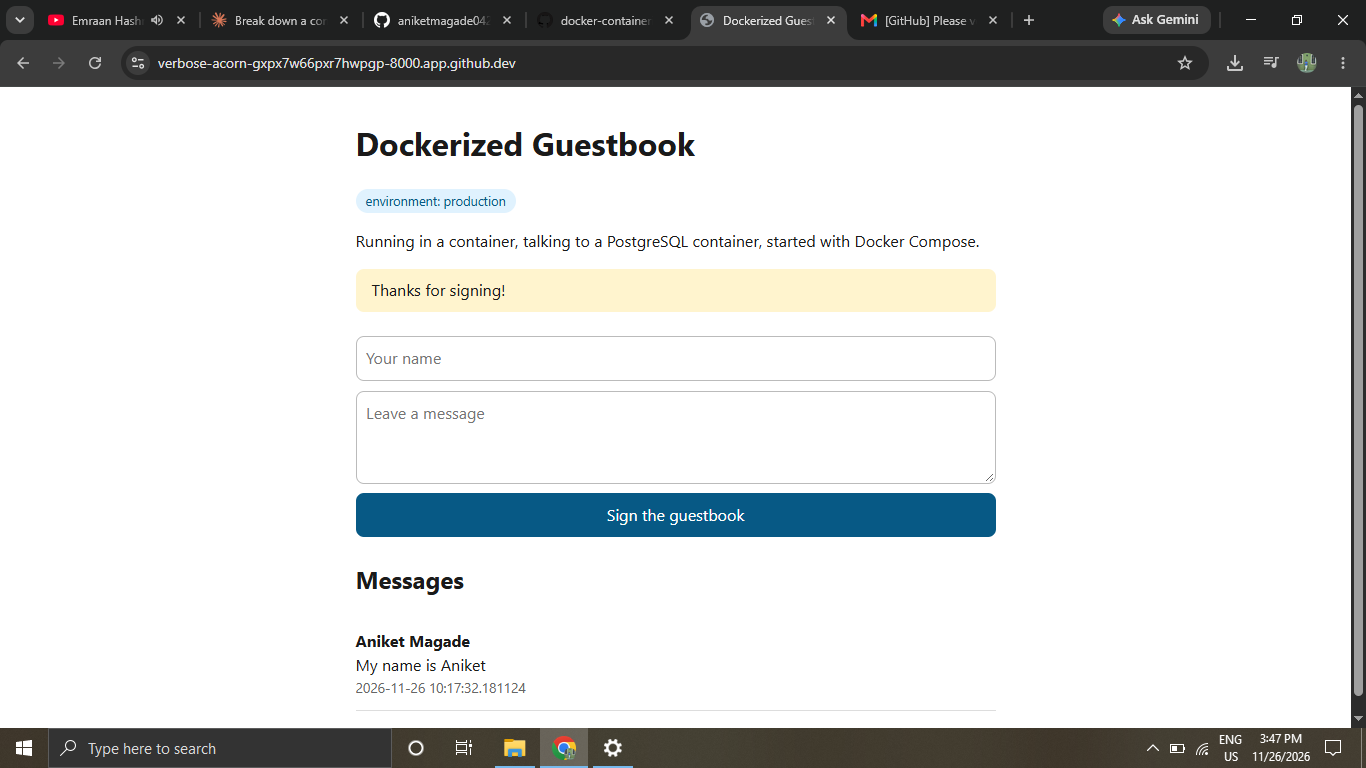 Emraan Hash
Break down a cor
aniketmagade042
docker-container
Dockerized Gues
[GitHub] Please v
Ask Gemini
verbose-acorn-gxpx7w66pxr7hwpgp-8000.app.github.dev
Dockerized Guestbook
environment: production
Running in a container, talking to a PostgreSQL container, started with Docker Compose.
Thanks for signing!
Your name
Leave a message
Sign the guestbook
Messages
Aniket Magade
My name is Aniket
2026-11-26 10:17:32.181124
Type here to search
ENG
US
3:47 PM
11/26/2026